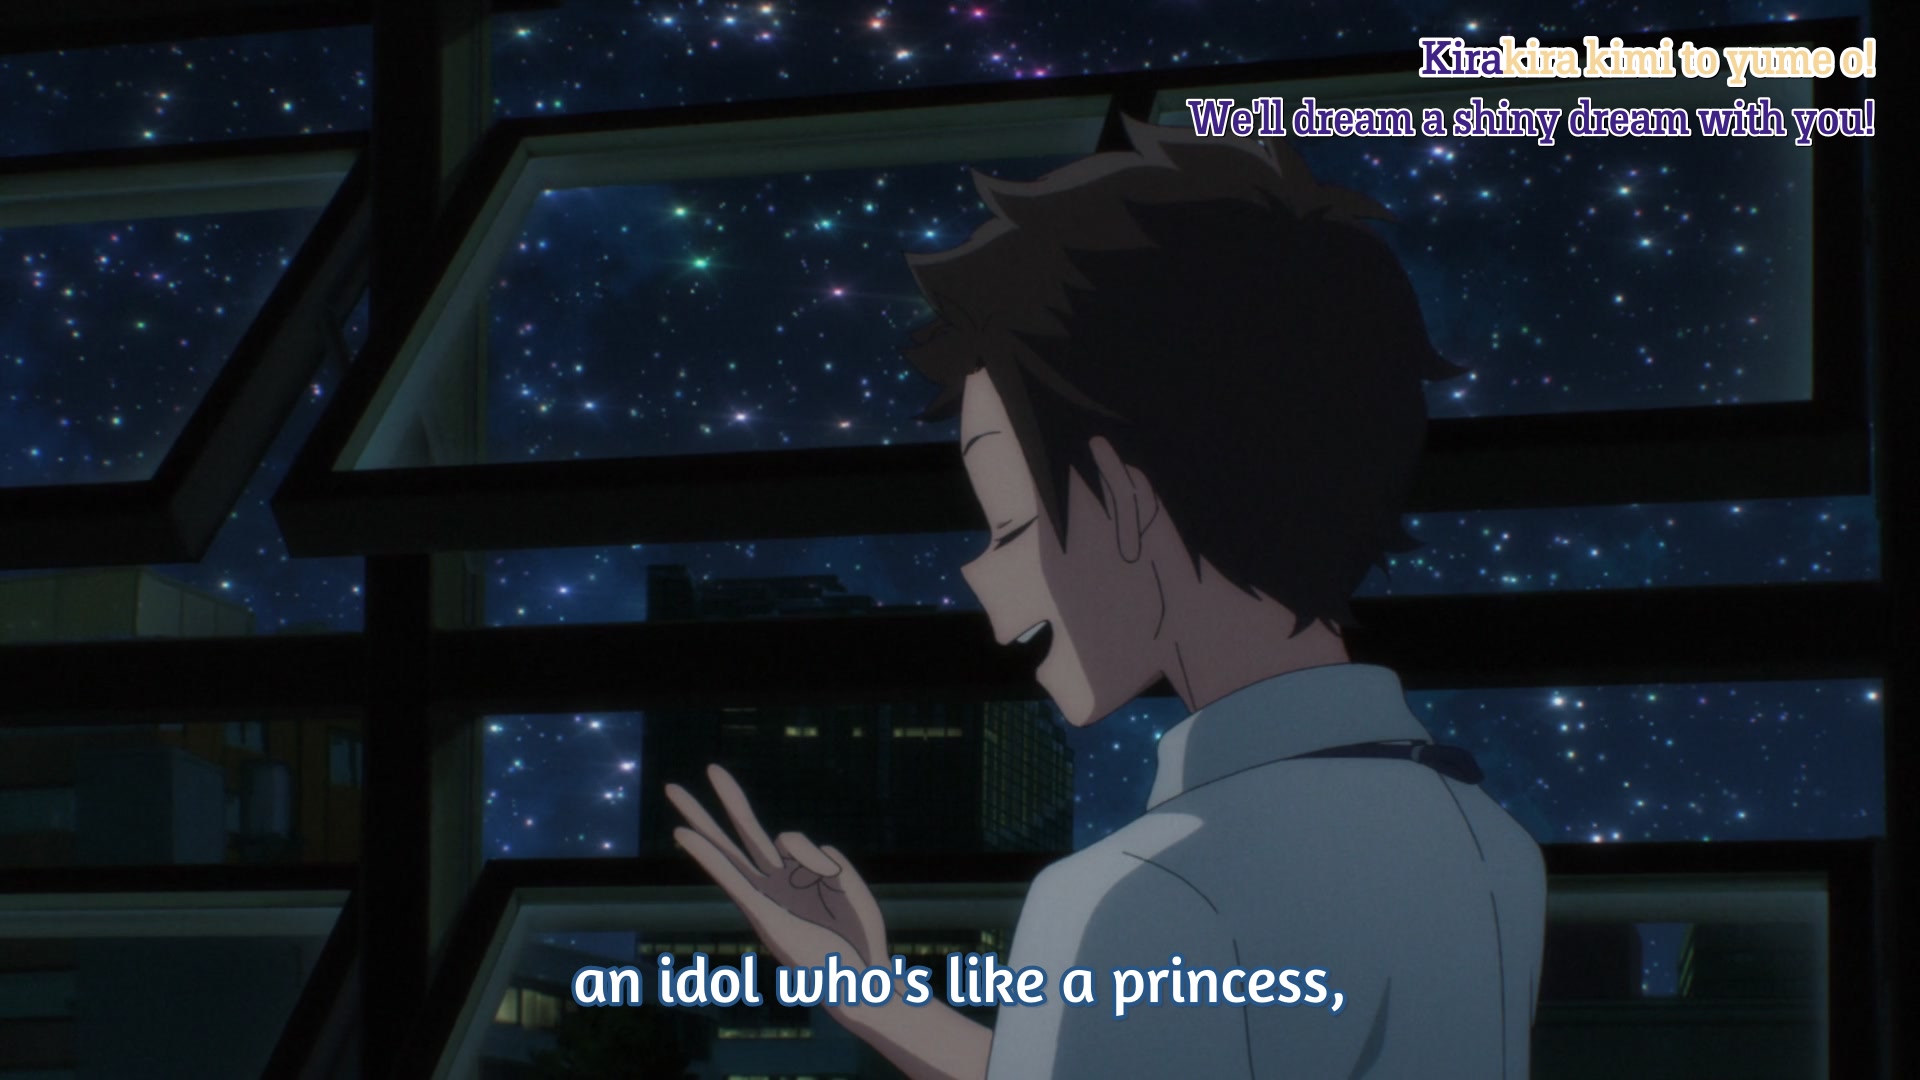 Kirakira kimi to yume o!
We'll dream a shiny dream with you!
an idol who's like a princess,